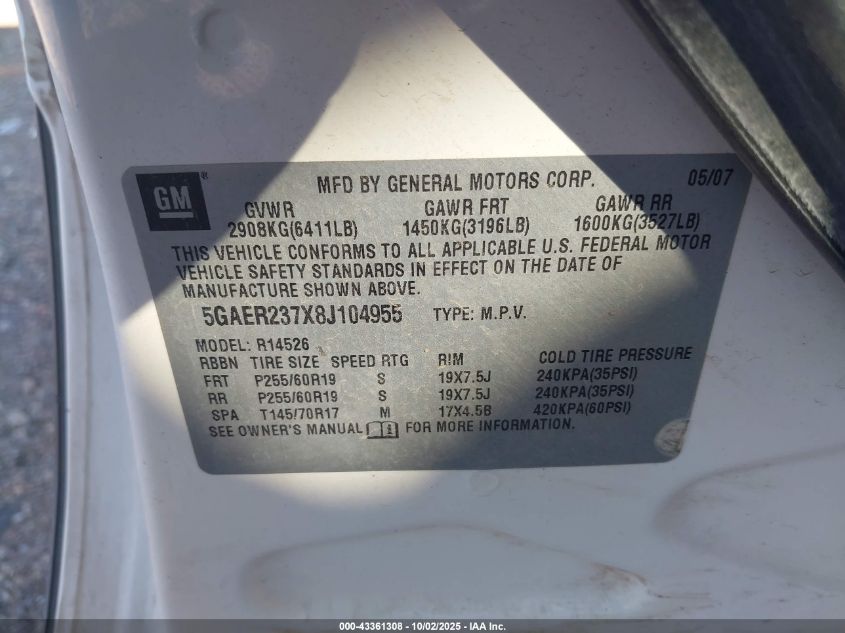 GM ® MFD BY GENERAL MOTORS CORP. 05/07
GVWR GAWR FRT GAWR RR
2908KG(6411LB) 1450KG(3196LB) 1600KG(3527LB)
THIS VEHICLE CONFORMS TO ALL APPLICABLE U.S. FEDERAL MOTOR
VEHICLE SAFETY STANDARDS IN EFFECT ON THE DATE OF
MANUFACTURE SHOWN ABOVE.
5GAER237X8J104955 TYPE: M.P.V.
MODEL: R14526
RBBN TIRE SIZE SPEED RTG RIM COLD TIRE PRESSURE
FRT P255/60R19 S 19X7.5J 240KPA(35PSI)
RR P255/60R19 S 19X7.5J 240KPA(35PSI)
SPA T145/70R17 M 17X4.5B 420KPA(60PSI)
SEE OWNER'S MANUAL FOR MORE INFORMATION.
000-43361308 - 10/02/2025 - IAA Inc.